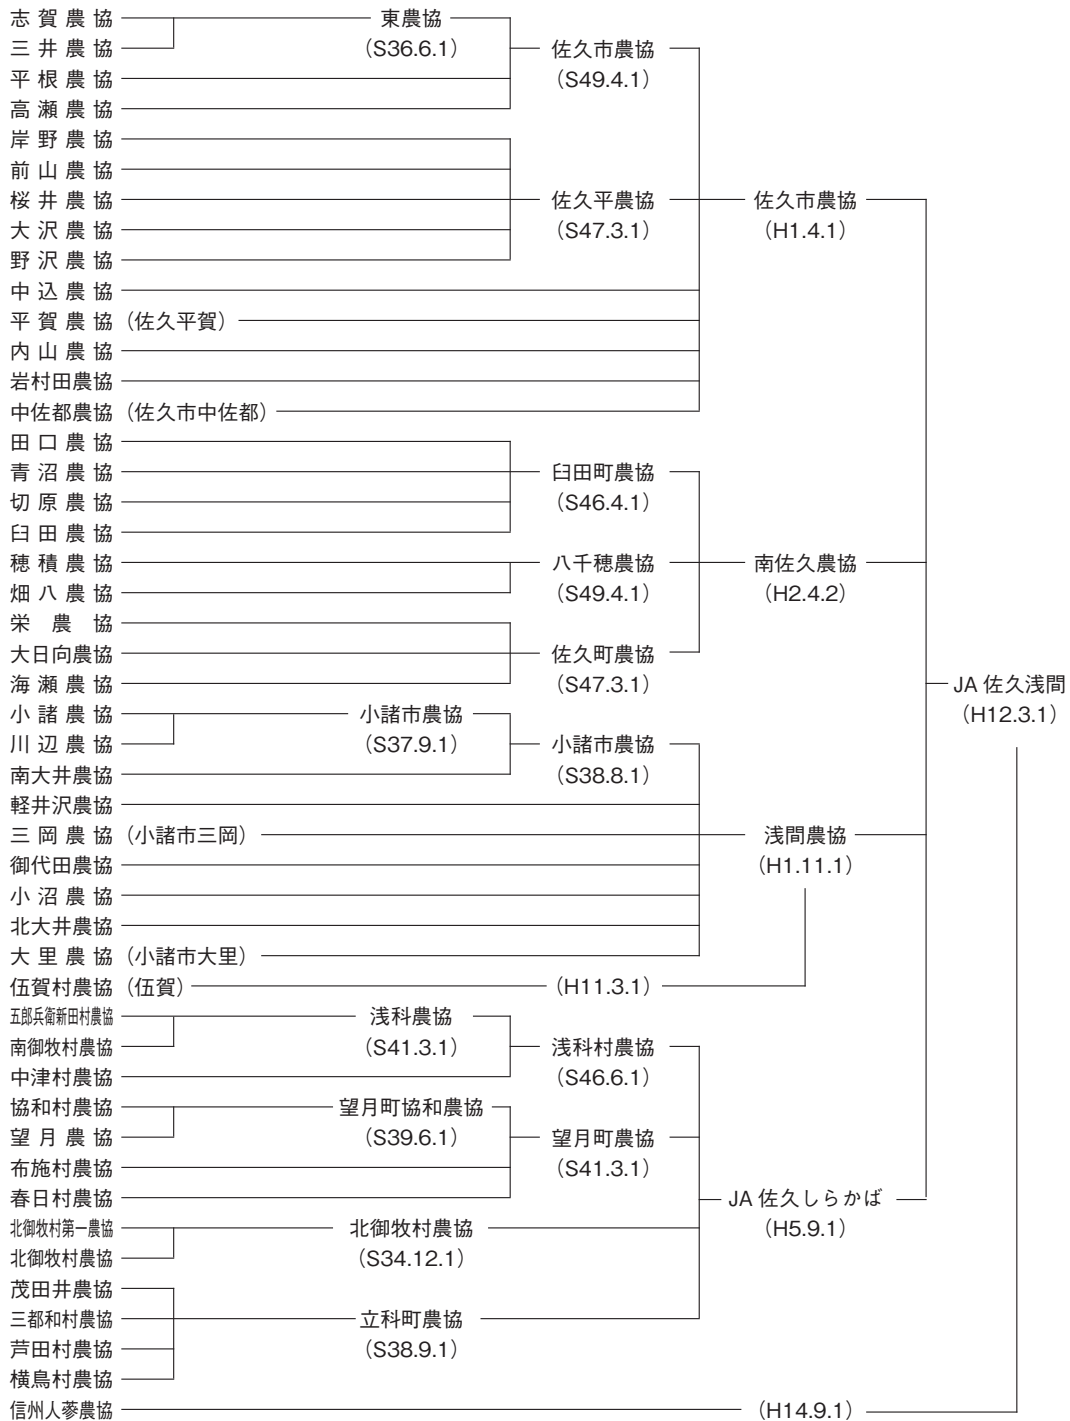 志賀農協 東農協
三井農協 (S36.6.1) 佐久市農協
平根農協 (S49.4.1)
高瀬農協
岸野農協
前山農協
桜井農協 佐久平農協 佐久市農協
大沢農協 (S47.3.1) (H1.4.1)
野沢農協
中込農協
平賀農協(佐久平賀)
内山農協
岩村田農協
中佐都農協(佐久市中佐都)
田口農協
青沼農協 臼田町農協
切原農協 (S46.4.1)
臼田農協
穂積農協 八千穂農協 南佐久農協
畑八農協 (S49.4.1) (H2.4.2)
栄農協
大日向農協 佐久町農協
海瀬農協 (S47.3.1) JA佐久浅間
小諸農協 小諸市農協 (H12.3.1)
川辺農協 (S37.9.1) 小諸市農協
南大井農協 (S38.8.1)
軽井沢農協
三岡農協(小諸市三岡) 浅間農協
御代田農協 (H1.11.1)
小沼農協
北大井農協
大里農協(小諸市大里)
伍賀村農協(伍賀) (H11.3.1)
五郎兵衛新田村農協 浅科農協
南御牧村農協 (S41.3.1) 浅科村農協
中津村農協 (S46.6.1)
協和村農協 望月町協和農協
望月農協 (S39.6.1) 望月町農協
布施村農協 (S41.3.1)
春日村農協 JA佐久しらかば
北御牧村第一農協 北御牧村農協 (H5.9.1)
北御牧村農協 (S34.12.1)
茂田井農協
三都和村農協 立科町農協
芦田村農協 (S38.9.1)
横鳥村農協
信州人蔘農協 (H14.9.1)